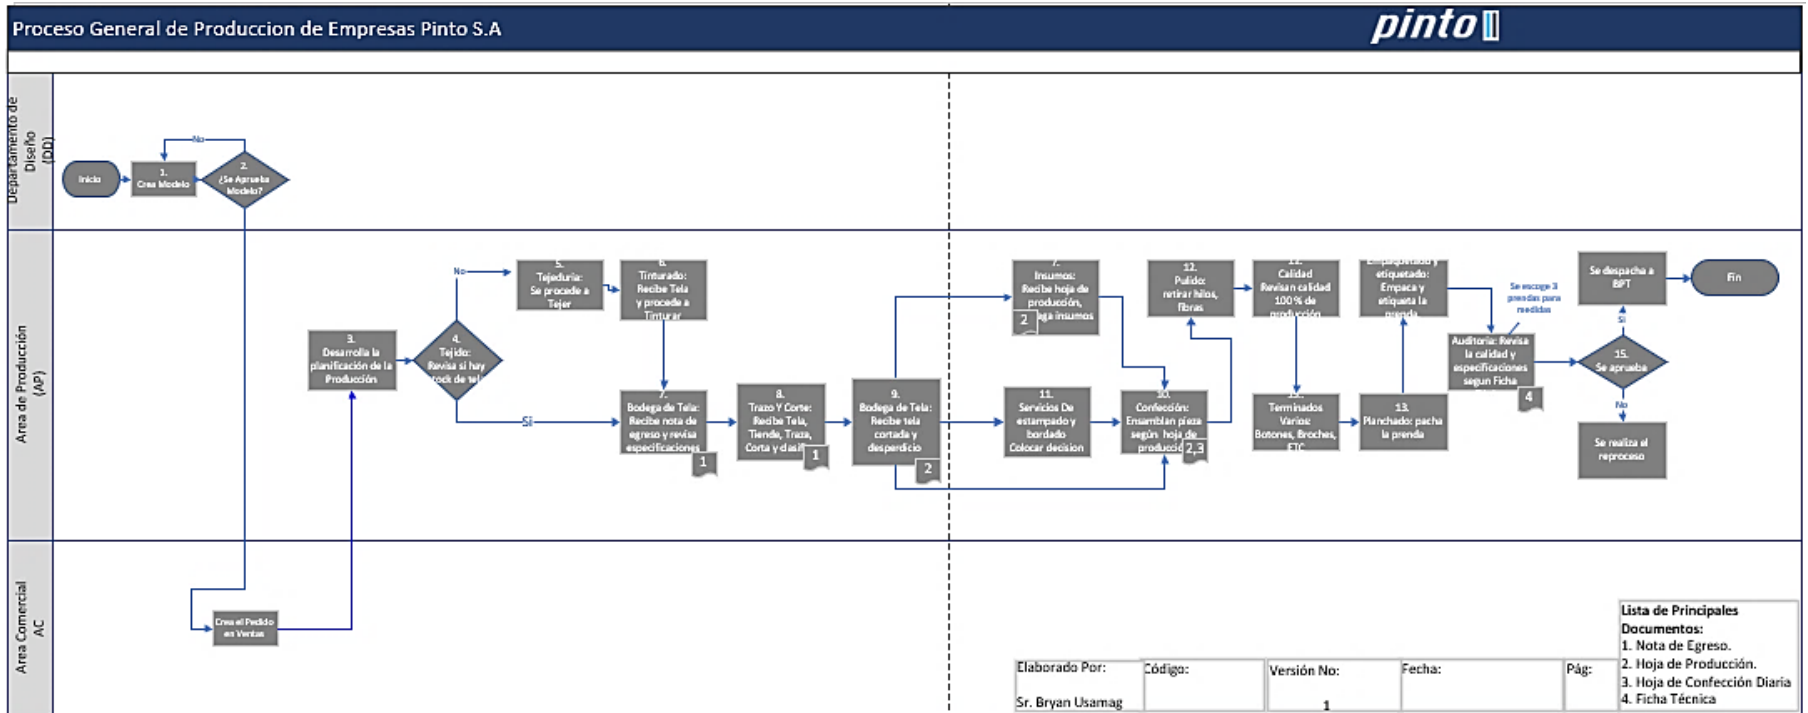 Proceso General de Produccion de Empresas Pinto S.A
pinto
Departamento de
Diseño
(DD)
No
Inicio
1.
Crea Modelo
2.
¿Se Aprueba
Modelo?
Area de Producción
(AP)
3.
Desarrolla la
planificación de la
Producción
4.
Tejido:
Revisa si hay
No
Si
5.
Tejeduria:
Se procede a
Tejer
6.
Tinturado:
Recibe Tela
y procede a
Tinturar
7.
Bodega de Tela:
Recibe nota de
egreso y revisa
especificaciones
1
8.
Trazo Y Corte:
Recibe Tela,
Tiende, Traza,
Corta y
1
9.
Bodega de Tela:
Recibe tela
cortada y
desperdicio
2
7.
Insumos:
Recibe hoja de
producción,
insumos
2
11.
Servicios De
estampado y
bordado
Colocar decision
10.
Confección:
Ensamblan pieza
según hoja de
2,3
12.
Pulido:
retirar hilos,
fibras
Calidad
Revisan calidad
100 % de
producción
Terminados
Varios:
Botones, Broches,
ETC
13.
Planchado: pacha
la prenda
Empaquetado y
etiquetado:
Empaca y
etiqueta la
prenda
Se escoge 3
prendas para
medidas
Auditoria: Revisa
la calidad y
especificaciones
segun Ficha
4
15.
Se aprueba
Si
No
Se despacha a
BPT
Fin
Se realiza el
reproceso
Area Comercial
AC
Crea el Pedido
en Ventas
Elaborado Por:
Sr. Bryan Usamag
Código:
Versión No:
1
Fecha:
Pág:
Lista de Principales
Documentos:
1. Nota de Egreso.
2. Hoja de Producción.
3. Hoja de Confección Diaria
4. Ficha Técnica